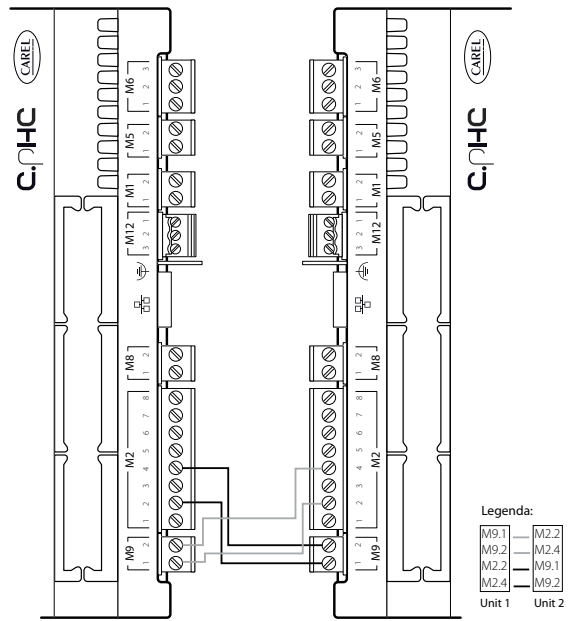 CAREL
c.pHC
M6
3
2
1
M5
2
1
M1
2
1
M12
1
2
3
M8
2
1
M2
8
7
6
5
4
3
2
1
M9
2
1
CAREL
c.pHC
3
2
1
M6
2
1
M5
2
1
M1
1
2
3
M12
2
1
M8
8
7
6
5
4
3
2
1
M2
2
1
M9
Legenda:
M9.1 M2.2
M9.2 M2.4
M2.2 M9.1
M2.4 M9.2
Unit 1 Unit 2